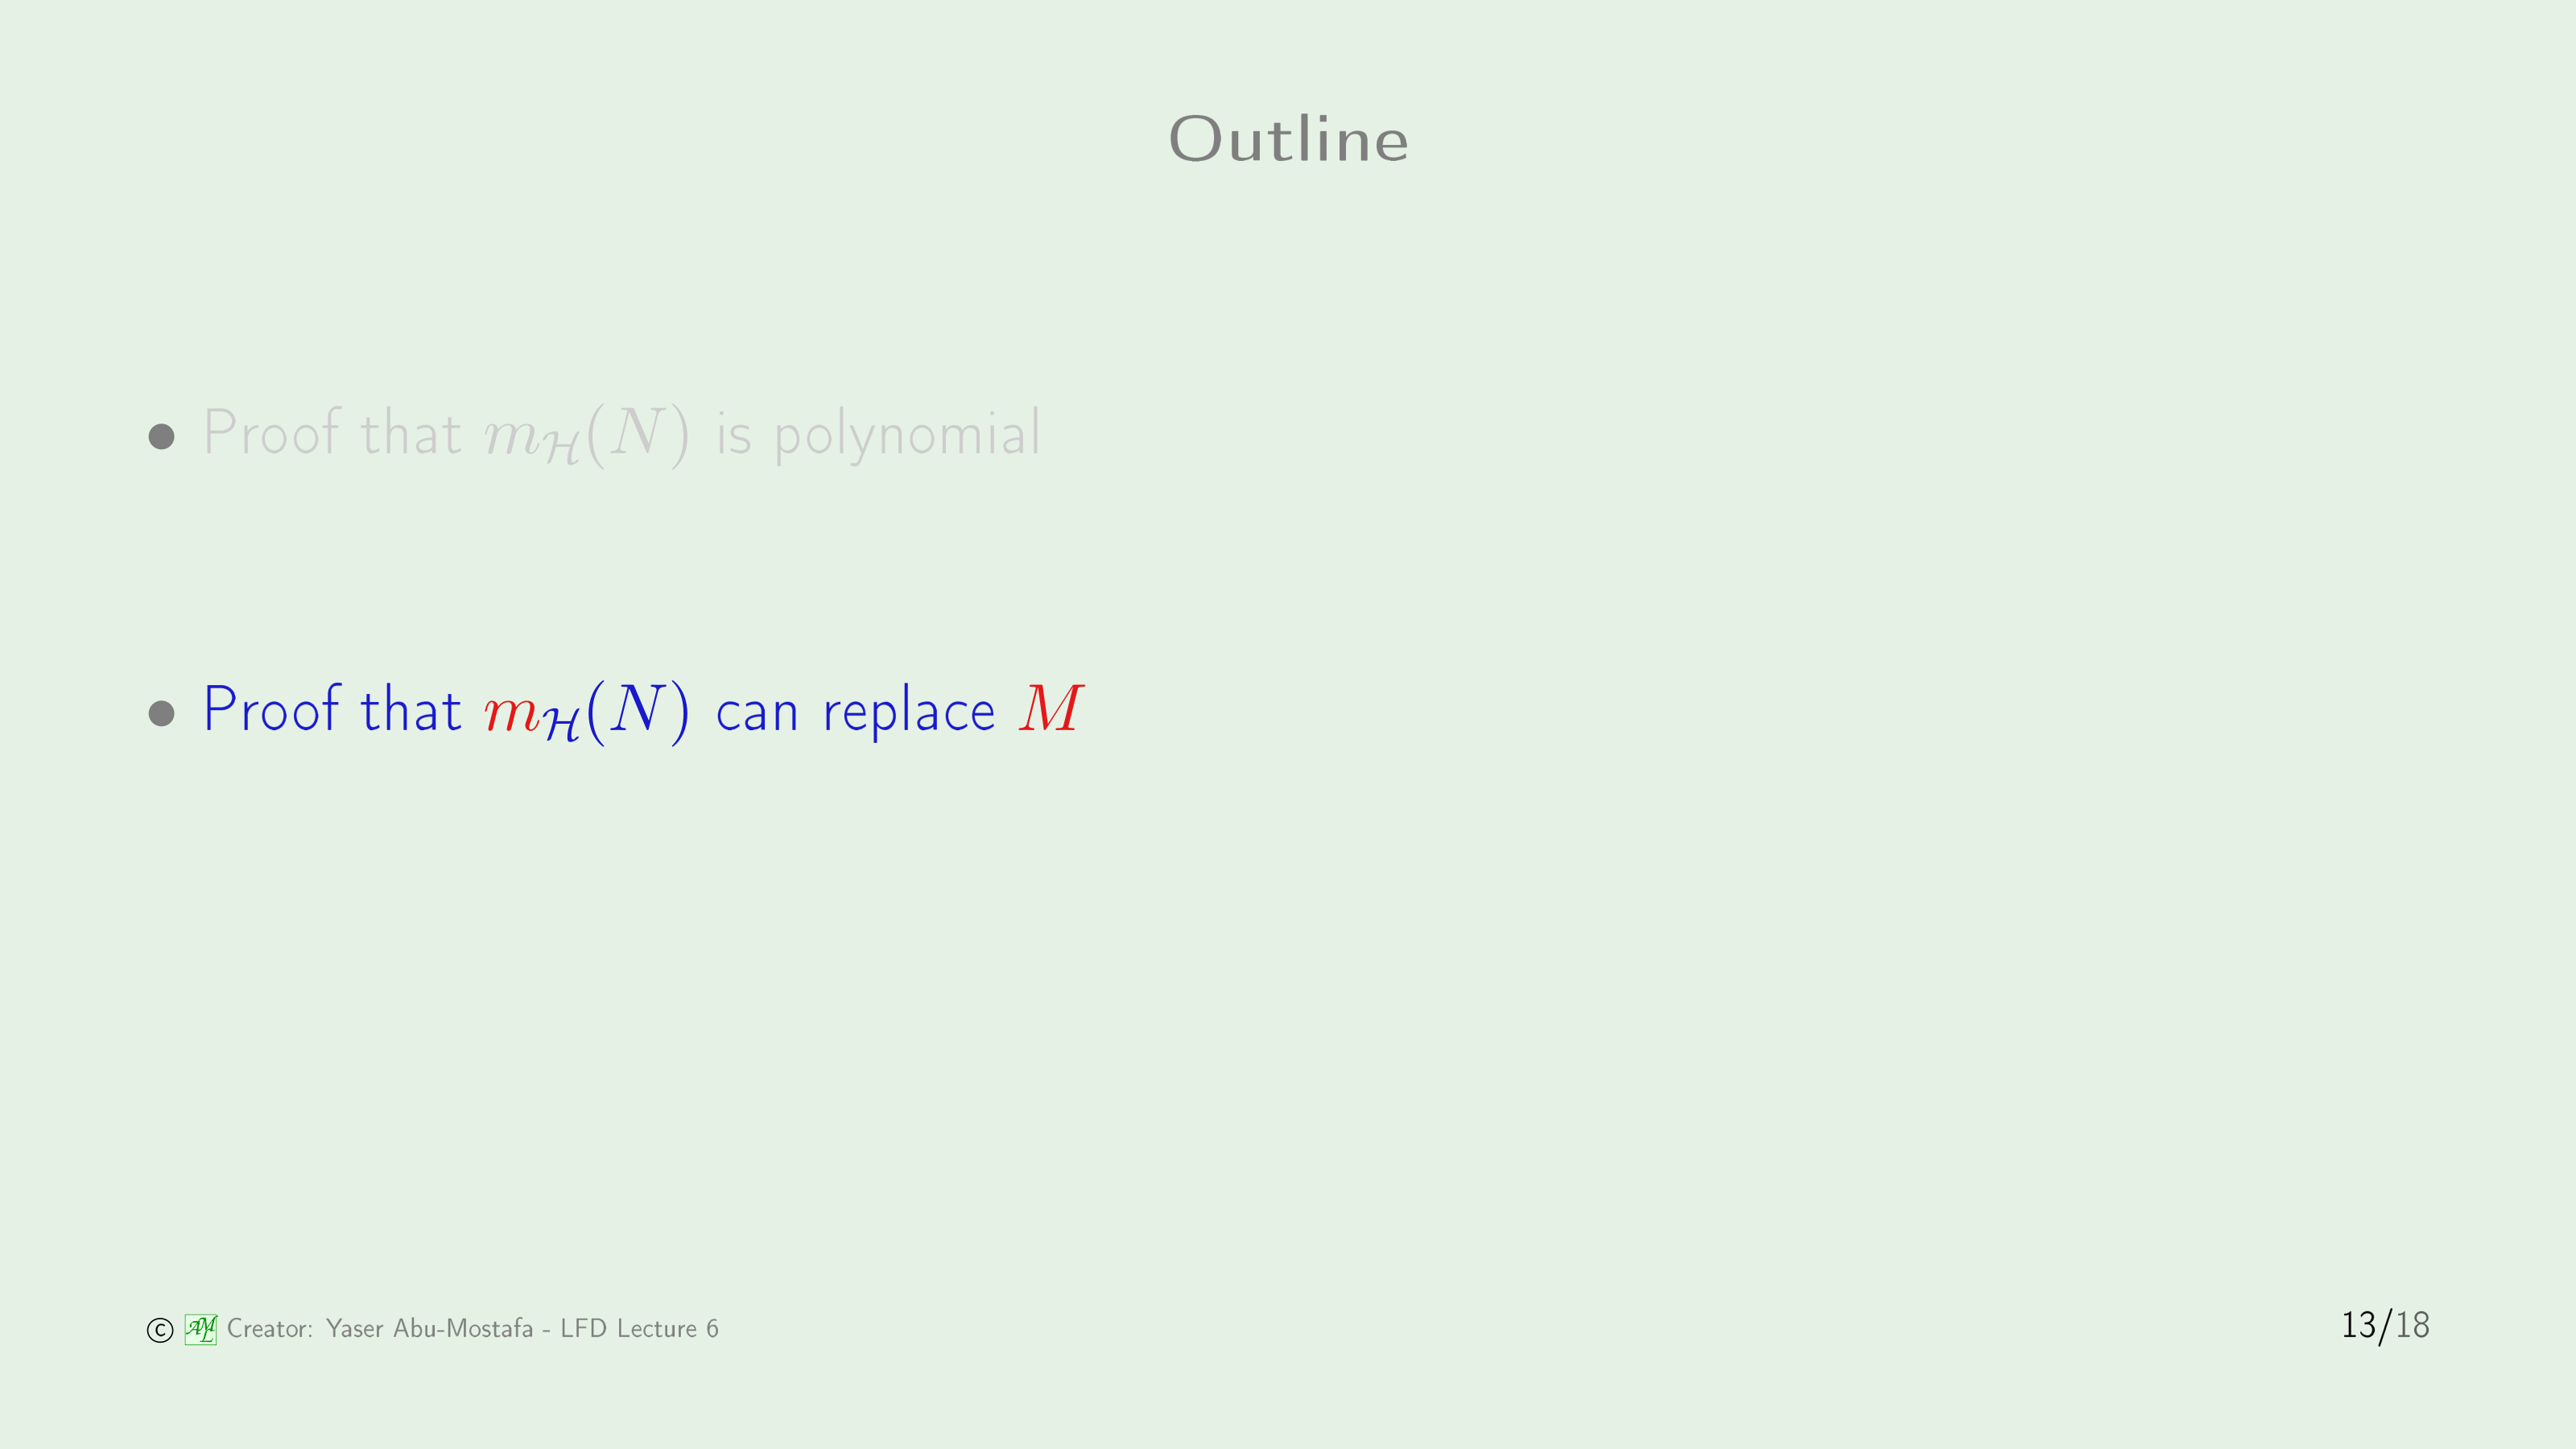 Outline
• Proof that $m_{\mathcal{H}}(N)$ is polynomial
• Proof that $m_{\mathcal{H}}(N)$ can replace $M$
© AML Creator: Yaser Abu-Mostafa - LFD Lecture 6
13/18